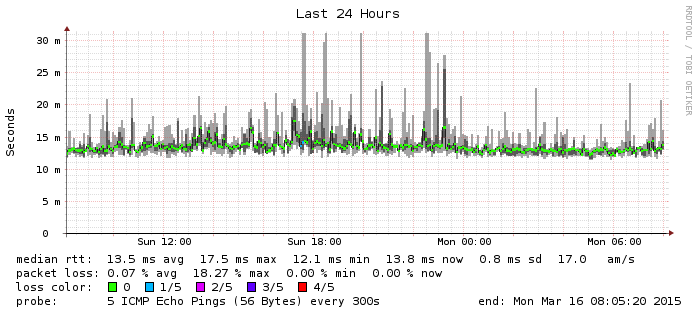 Last 24 Hours
RRDTOOL / TOBI OETIKER
Seconds
30 m
25 m
20 m
15 m
10 m
5 m
0
Sun 12:00 Sun 18:00 Mon 00:00 Mon 06:00
median rtt: 13.5 ms avg 17.5 ms max 12.1 ms min 13.8 ms now 0.8 ms sd 17.0 am/s
packet loss: 0.07 % avg 18.27 % max 0.00 % min 0.00 % now
loss color: 0 1/5 2/5 3/5 4/5
probe: 5 ICMP Echo Pings (56 Bytes) every 300s end: Mon Mar 16 08:05:20 2015